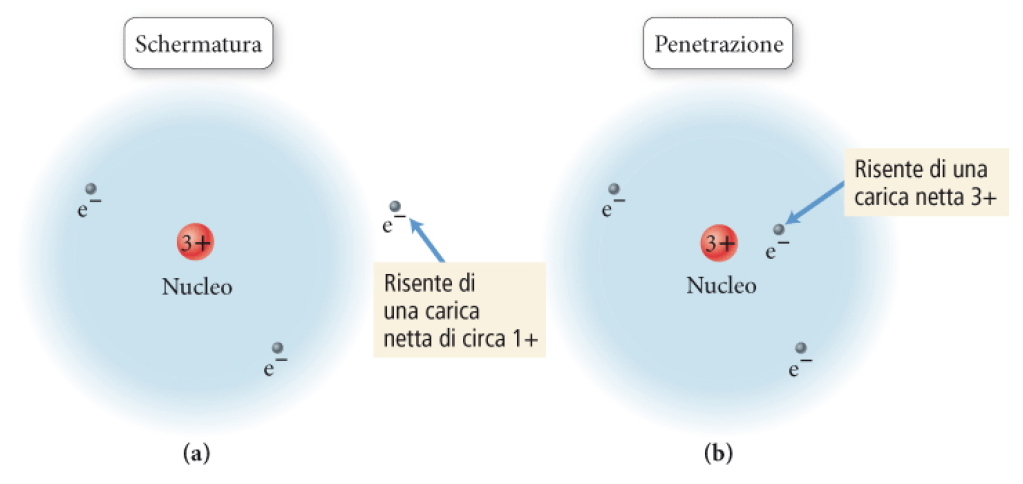 Schermatura
Penetrazione
e−
3+
Nucleo
e−
e−
Risente di
una carica
netta di circa 1+
(a)
e−
3+
e−
Nucleo
e−
Risente di una
carica netta 3+
(b)